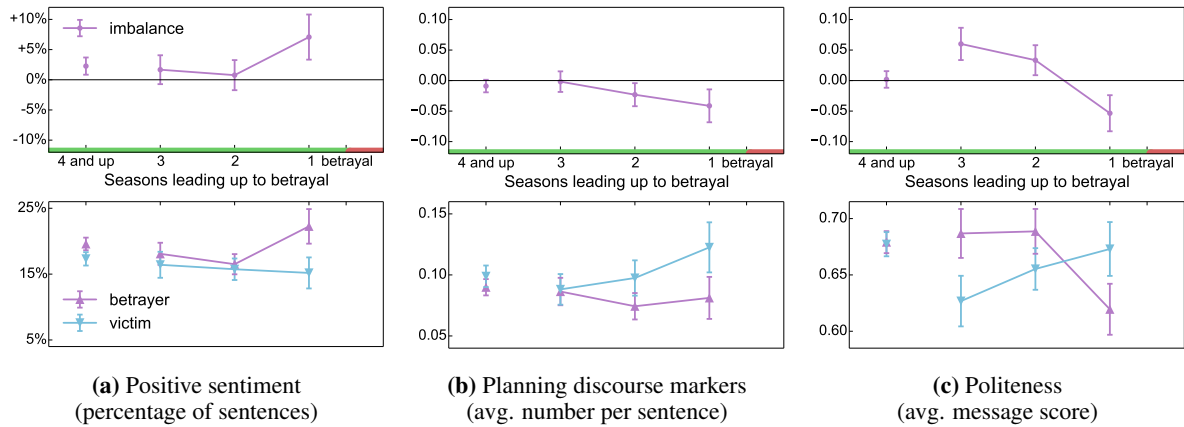 +10%
+5%
0%
-5%
-10%
imbalance
4 and up 3 2 1 betrayal
Seasons leading up to betrayal
25%
15%
5%
betrayer
victim
(a) Positive sentiment
(percentage of sentences)
0.10
0.05
0.00
−0.05
−0.10
4 and up 3 2 1 betrayal
Seasons leading up to betrayal
0.15
0.10
0.05
(b) Planning discourse markers
(avg. number per sentence)
0.10
0.05
0.00
−0.05
−0.10
4 and up 3 2 1 betrayal
Seasons leading up to betrayal
0.70
0.65
0.60
(c) Politeness
(avg. message score)